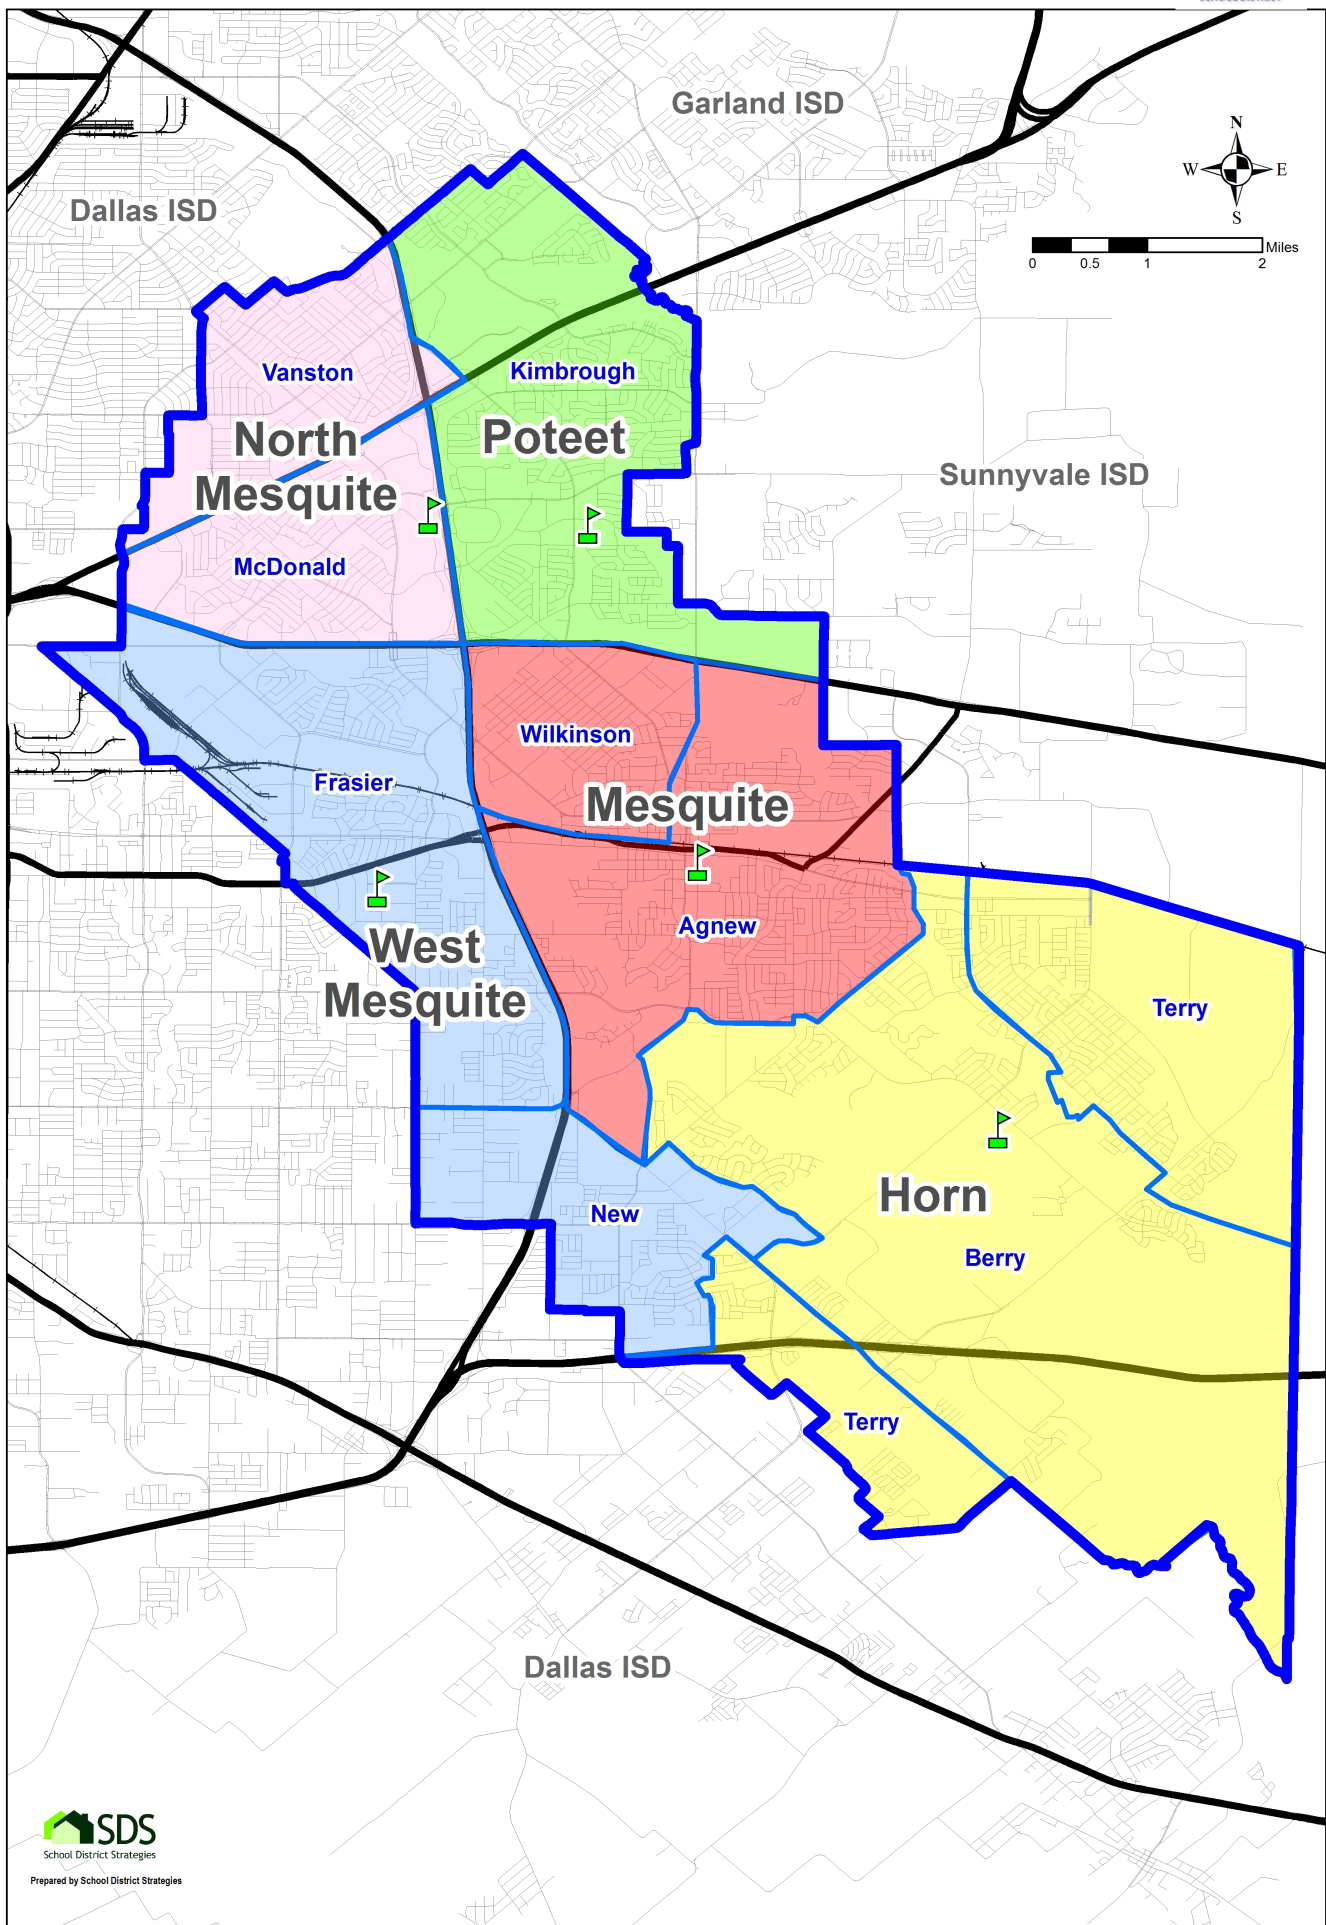 Garland ISD
N
W
E
S
Dallas ISD
Miles
0
0.5
1
2
Vanston
Kimbrough
North
Mesquite
Poteet
Sunnyvale ISD
McDonald
Wilkinson
Frasier
Mesquite
Agnew
West
Mesquite
Terry
Horn
New
Berry
Terry
Dallas ISD
SDS
School District Strategies
Prepared by School District Strategies